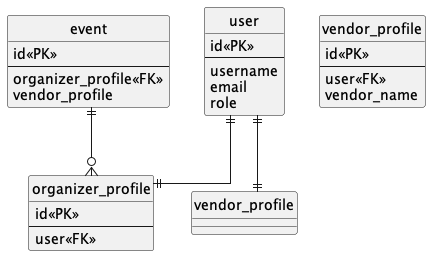 event
id«PK»
organizer_profile«FK»
vendor_profile
user
id«PK»
username
email
role
vendor_profile
id«PK»
user«FK»
vendor_name
organizer_profile
id«PK»
user«FK»
vendor_profile